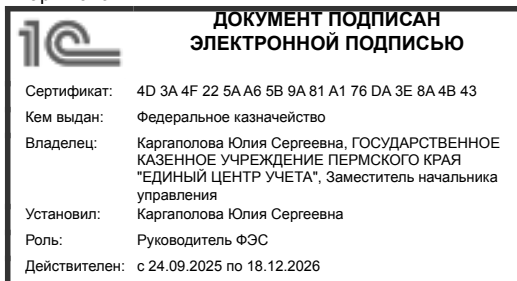 1С
ДОКУМЕНТ ПОДПИСАН
ЭЛЕКТРОННОЙ ПОДПИСЬЮ
Сертификат: 4D 3A 4F 22 5A A6 5B 9A 81 A1 76 DA 3E 8A 4B 43
Кем выдан: Федеральное казначейство
Владелец: Каргаполова Юлия Сергеевна, ГОСУДАРСТВЕННОЕ
КАЗЕННОЕ УЧРЕЖДЕНИЕ ПЕРМСКОГО КРАЯ
"ЕДИНЫЙ ЦЕНТР УЧЕТА", Заместитель начальника
управления
Установил: Каргаполова Юлия Сергеевна
Роль: Руководитель ФЭС
Действителен: с 24.09.2025 по 18.12.2026